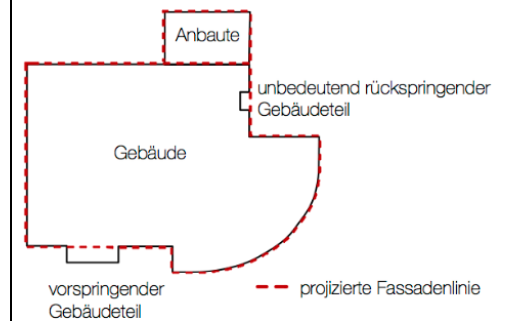 Anbaute
unbedeutend rückspringender
Gebäudeteil
Gebäude
vorspringender
Gebäudeteil
projizierte Fassadenlinie